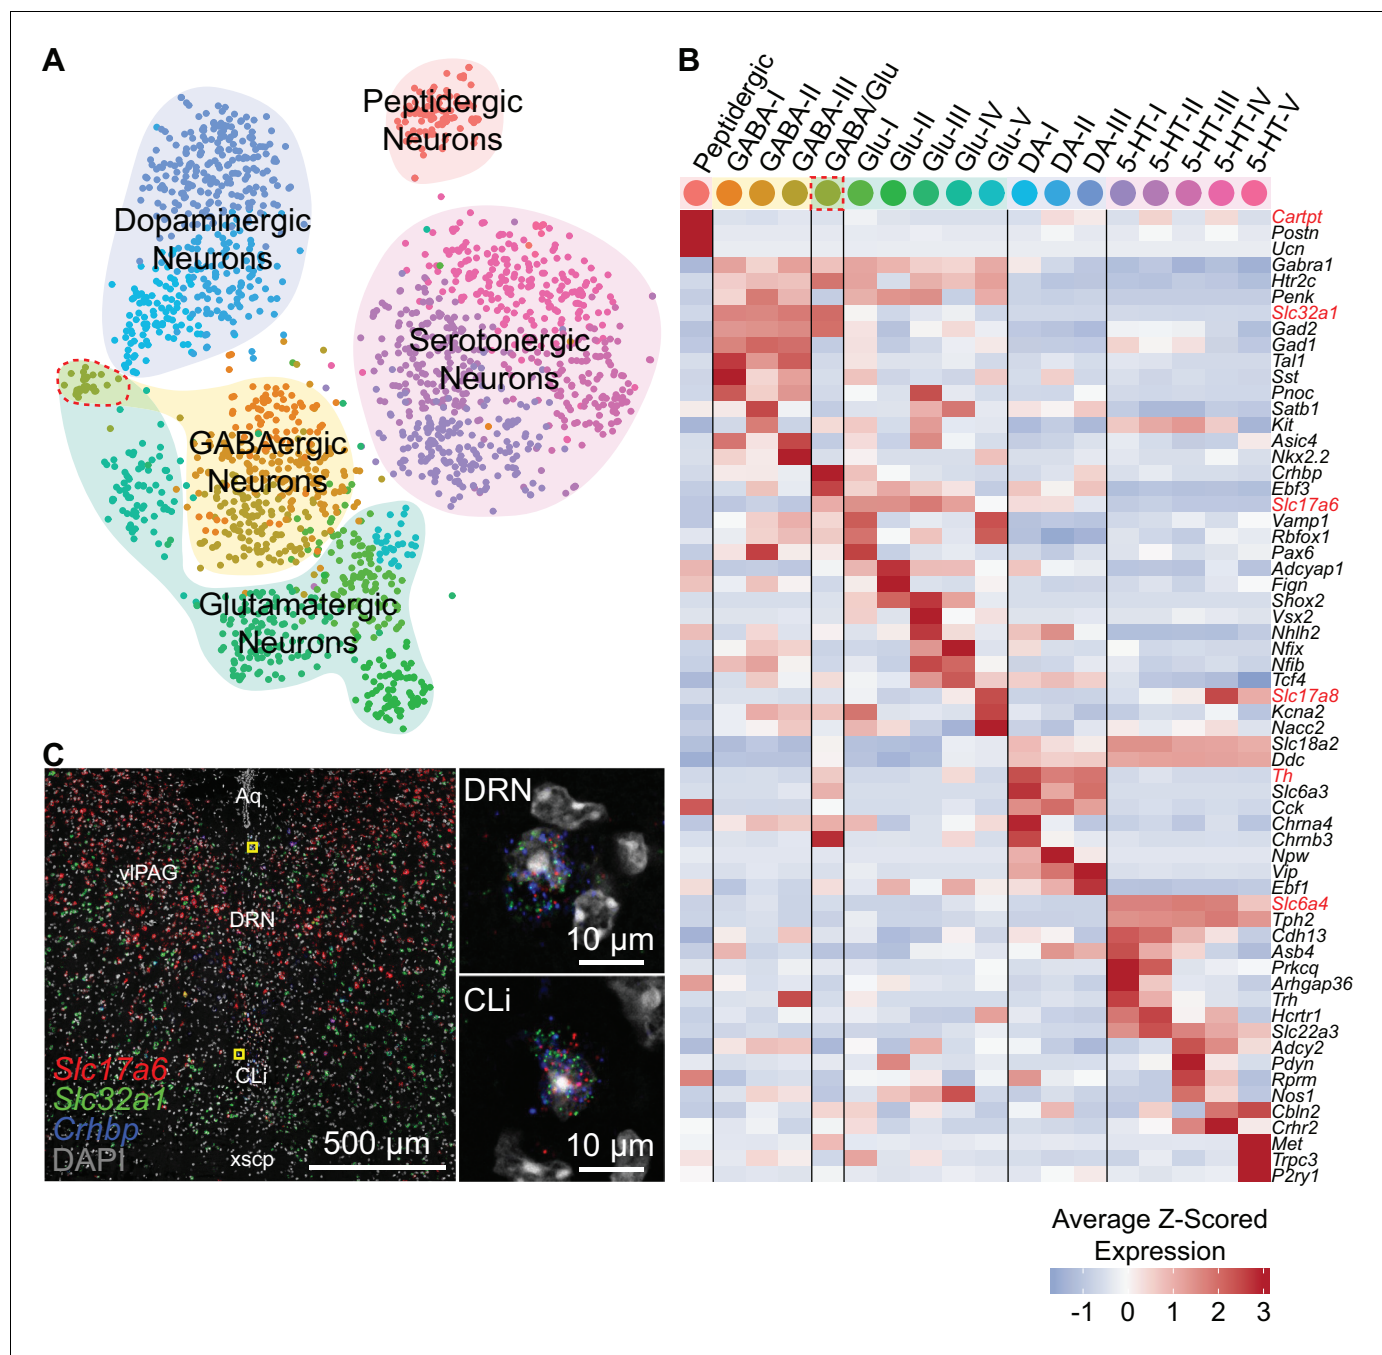 A
Peptidergic
Neurons
Dopaminergic
Neurons
Serotonergic
Neurons
GABAergic
Neurons
Glutamatergic
Neurons
B
Peptidergic
GABA-I
GABA-II
GABA-III
GABA/Glu
Glu-I
Glu-II
Glu-III
Glu-IV
Glu-V
DA-I
DA-II
DA-III
5-HT-I
5-HT-II
5-HT-III
5-HT-IV
5-HT-V
Cartpt
Postn
Ucn
Gabra1
Htr2c
Penk
Slc32a1
Gad2
Gad1
Tal1
Sst
Pnoc
Satb1
Kit
Asic4
Nkx2.2
Crhbp
Ebf3
Slc17a6
Vamp1
Rbfox1
Pax6
Adcyap1
Fign
Shox2
Vsx2
Nhlh2
Nfix
Nfib
Tcf4
Slc17a8
Kcna2
Nacc2
Slc18a2
Ddc
Th
Slc6a3
Cck
Chrna4
Chrnb3
Npw
Vip
Ebf1
Slc6a4
Tph2
Cdh13
Asb4
Prkcq
Arhgap36
Trh
Hcrtr1
Slc22a3
Adcy2
Pdyn
Rprm
Nos1
Cbln2
Crhr2
Met
Trpc3
P2ry1
Average Z-Scored
Expression
-1 0 1 2 3
C
Aq
vlPAG
DRN
CLi
xscp
Slc17a6
Slc32a1
Crhbp
DAPI
500 µm
DRN
10 µm
CLi
10 µm